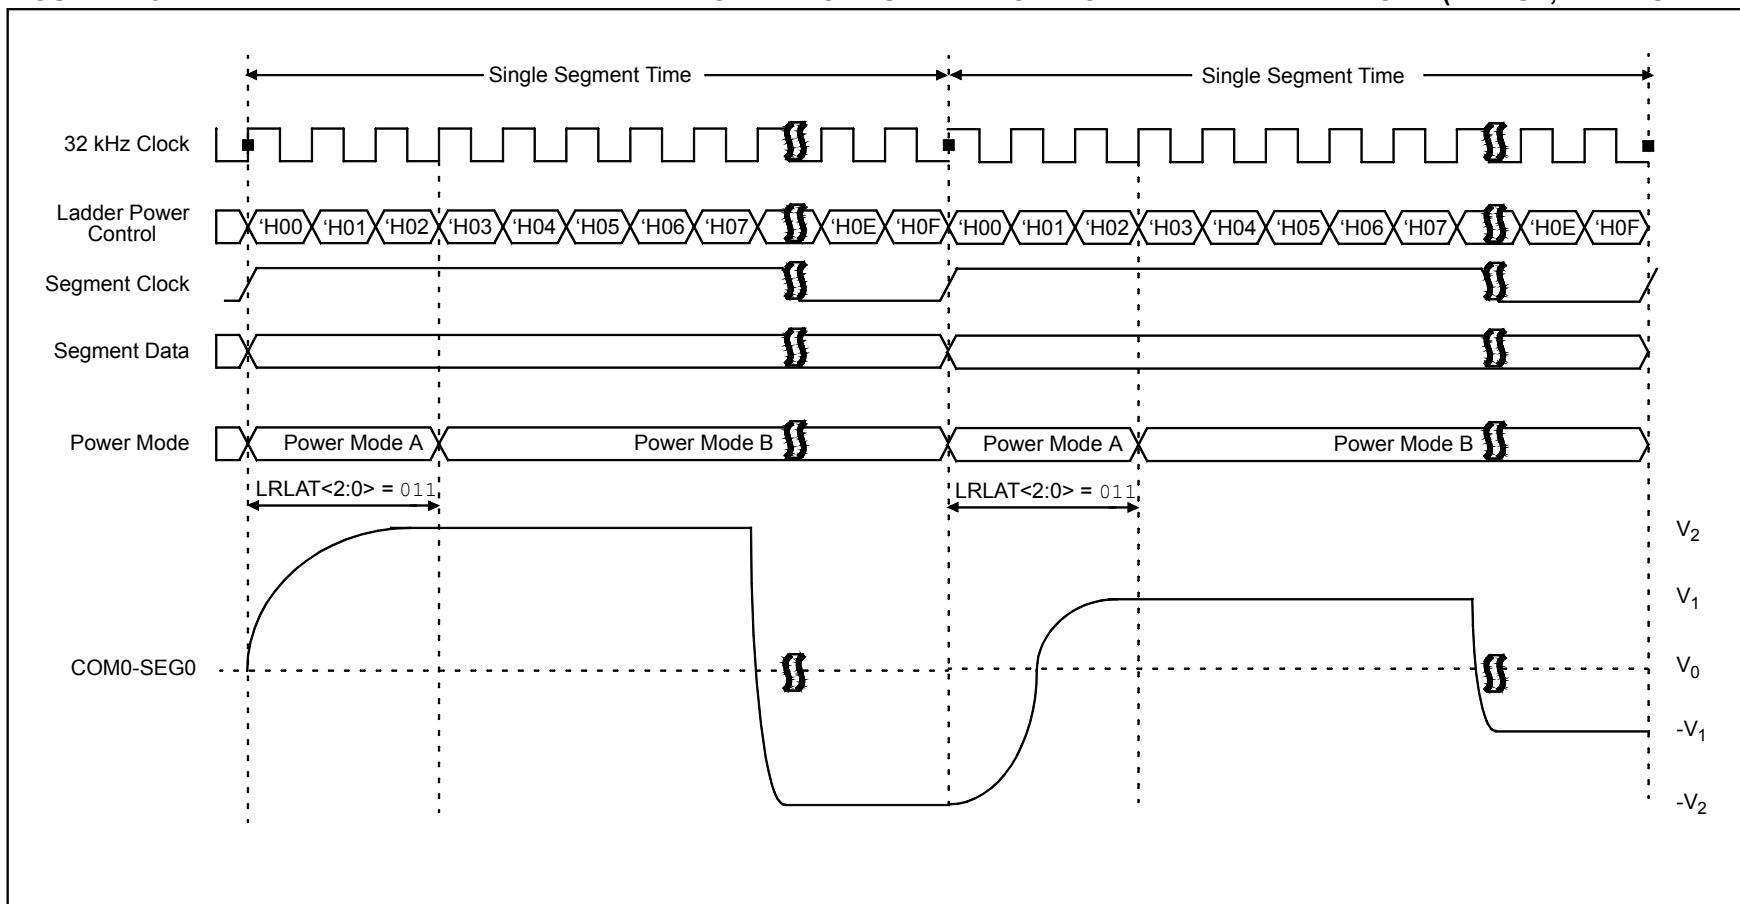 Single Segment Time Single Segment Time
32 kHz Clock
Ladder Power
Control
‘H00 ‘H01 ‘H02 ‘H03 ‘H04 ‘H05 ‘H06 ‘H07 ‘H0E ‘H0F ‘H00 ‘H01 ‘H02 ‘H03 ‘H04 ‘H05 ‘H06 ‘H07 ‘H0E ‘H0F
Segment Clock
Segment Data
Power Mode Power Mode A Power Mode B Power Mode A Power Mode B
LRLAT<2:0> = 011 LRLAT<2:0> = 011
V2
V1
COM0-SEG0 V0
-V1
-V2